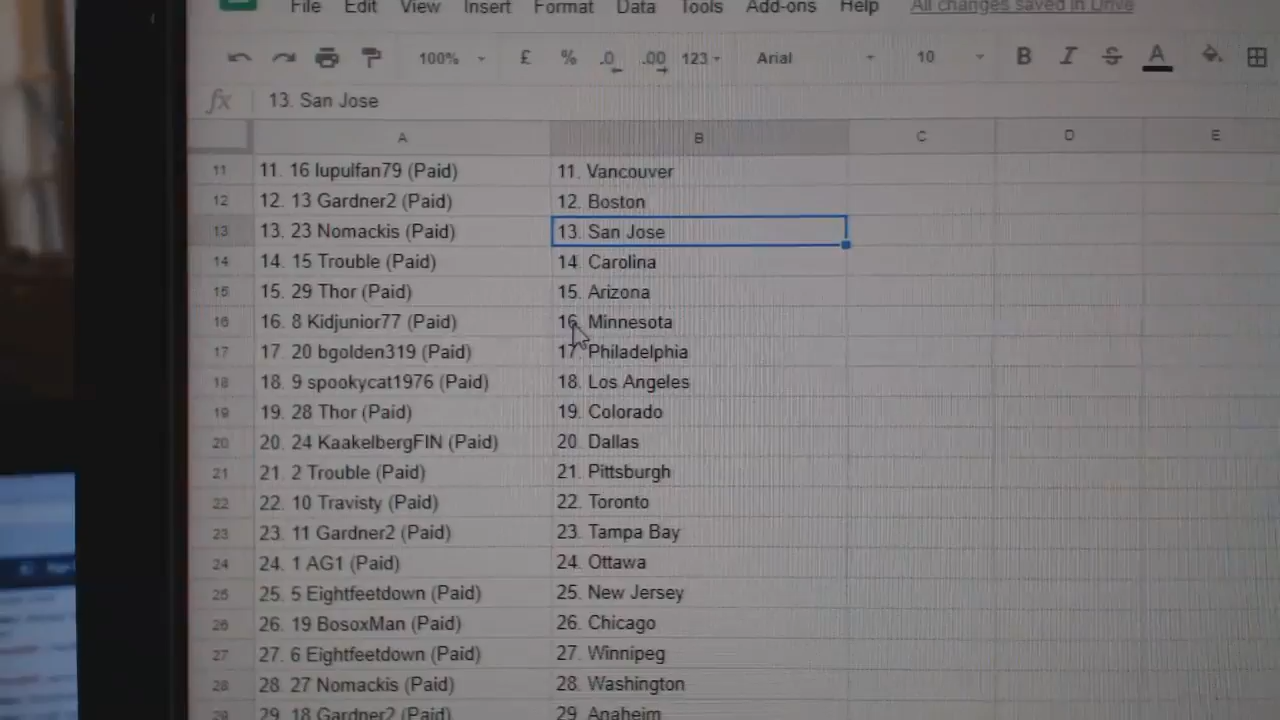 File Edit View Insert Format Data Tools Add-ons Help All changes saved in Drive
100% £ % .0 .00 123 Arial 10 B I S A
fx 13. San Jose
A B C D E
11 11. 16 lupulfan79 (Paid) 11. Vancouver
12 12. 13 Gardner2 (Paid) 12. Boston
13 13. 23 Nomackis (Paid) 13. San Jose
14 14. 15 Trouble (Paid) 14. Carolina
15 15. 29 Thor (Paid) 15. Arizona
16 16. 8 Kidjunior77 (Paid) 16. Minnesota
17 17. 20 bgolden319 (Paid) 17. Philadelphia
18 18. 9 spookycat1976 (Paid) 18. Los Angeles
19 19. 28 Thor (Paid) 19. Colorado
20 20. 24 KaakelbergFIN (Paid) 20. Dallas
21 21. 2 Trouble (Paid) 21. Pittsburgh
22 22. 10 Travisty (Paid) 22. Toronto
23 23. 11 Gardner2 (Paid) 23. Tampa Bay
24 24. 1 AG1 (Paid) 24. Ottawa
25 25. 5 Eightfeetdown (Paid) 25. New Jersey
26 26. 19 BosoxMan (Paid) 26. Chicago
27 27. 6 Eightfeetdown (Paid) 27. Winnipeg
28 28. 27 Nomackis (Paid) 28. Washington
29 29. 18 Gardner2 (Paid) 29. Anaheim